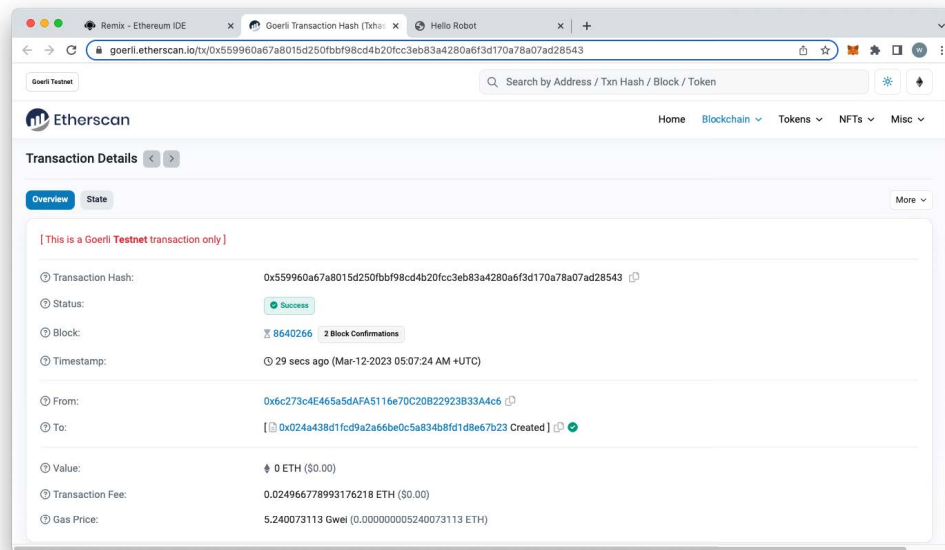 Remix - Ethereum IDE
Goerli Transaction Hash (Txhas
Hello Robot
goerli.etherscan.io/tx/0x559960a67a8015d250fbbf98cd4b20fcc3eb83a4280a6f3d170a78a07ad28543
W
Goerli Testnet
Search by Address / Txn Hash / Block / Token
Etherscan
Home Blockchain Tokens NFTs Misc
Transaction Details
Overview State More
[ This is a Goerli Testnet transaction only ]
Transaction Hash: 0x559960a67a8015d250fbbf98cd4b20fcc3eb83a4280a6f3d170a78a07ad28543
Status: Success
Block: 8640266 2 Block Confirmations
Timestamp: 29 secs ago (Mar-12-2023 05:07:24 AM +UTC)
From: 0x6c273c4E465a5dAFA5116e70C20B22923B33A4c6
To: [ 0x024a438d1fcd9a2a66be0c5a834b8fd1d8e67b23 Created ]
Value: 0 ETH ($0.00)
Transaction Fee: 0.024966778993176218 ETH ($0.00)
Gas Price: 5.240073113 Gwei (0.000000005240073113 ETH)